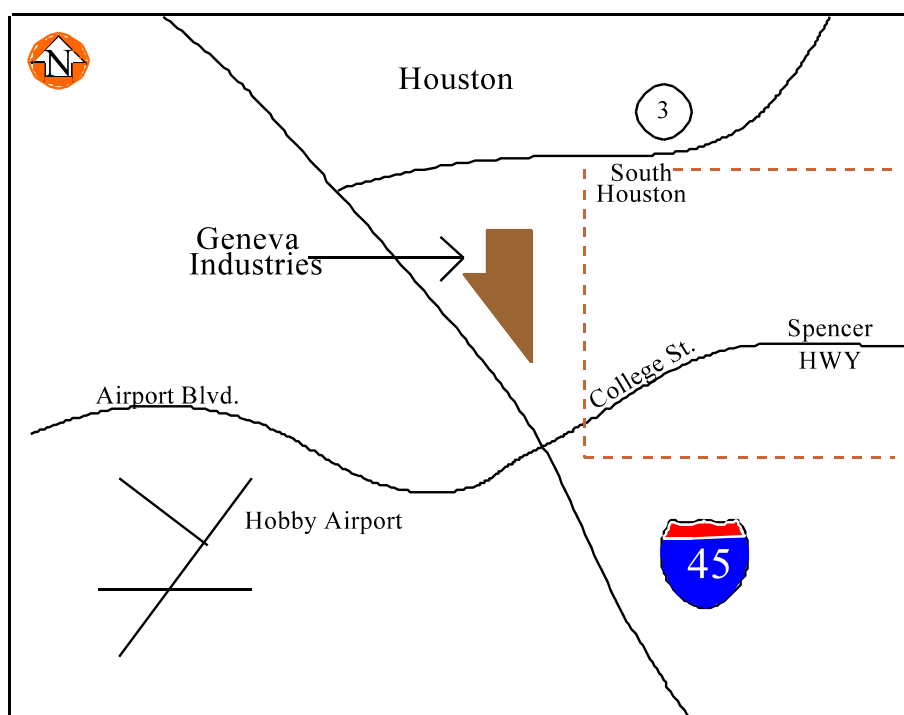 N
Houston
3
South
Houston
Geneva
Industries
Spencer
HWY
College St.
Airport Blvd.
Hobby Airport
45